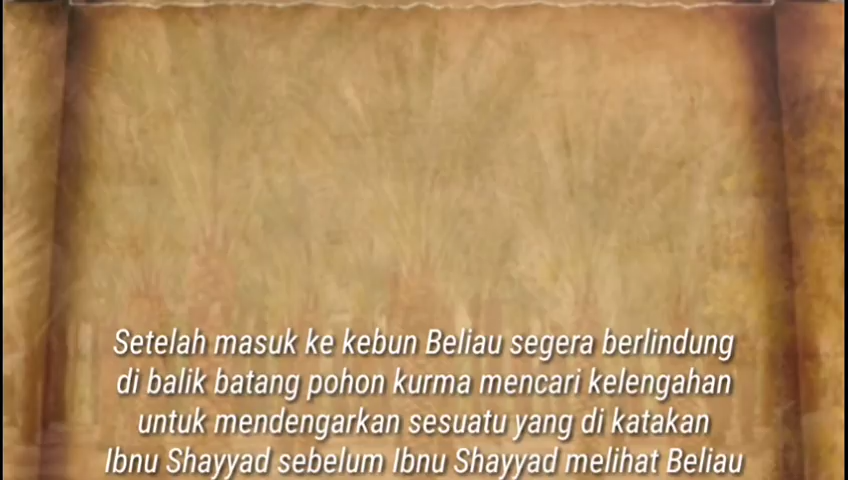 Setelah masuk ke kebun Beliau segera berlindung
di balik batang pohon kurma mencari kelengahan
untuk mendengarkan sesuatu yang di katakan
Ibnu Shayyad sebelum Ibnu Shayyad melihat Beliau